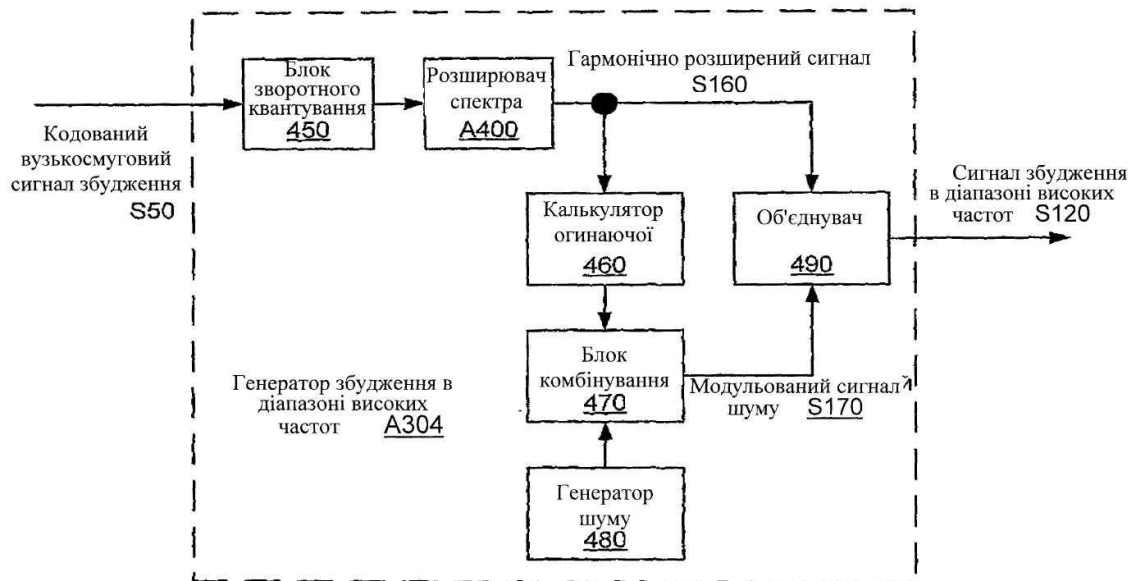 Блок
зворотного
квантування
450
Розширювач
спектра
A400
Гармонічно розширений сигнал
S160
Кодований
вузькосмуговий
сигнал збудження
S50
Калькулятор
огинаючої
460
Об'єднувач
490
Сигнал збудження
в діапазоні високих
частот S120
Блок
комбінування
470
Модульований сигнал
шуму S170
Генератор збудження в
діапазоні високих
частот A304
Генератор
шуму
480